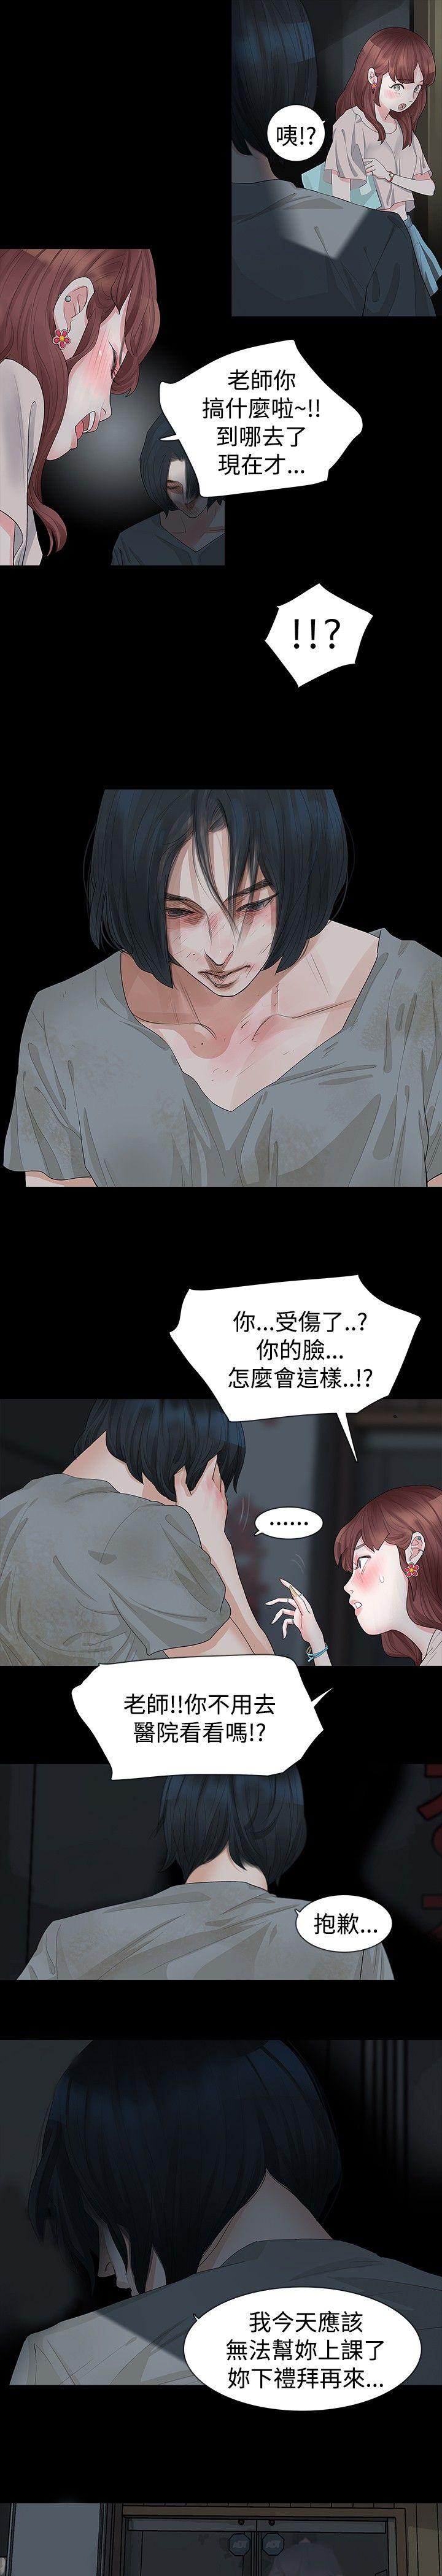 咦!?
老師你
搞什麼啦~!!
到哪去了
現在才...
!!?
你...受傷了..?
你的臉...
怎麼會這樣..!?
......
老師!!你不用去
醫院看看嗎!?
抱歉...
我今天應該
無法幫妳上課了
妳下禮拜再來...